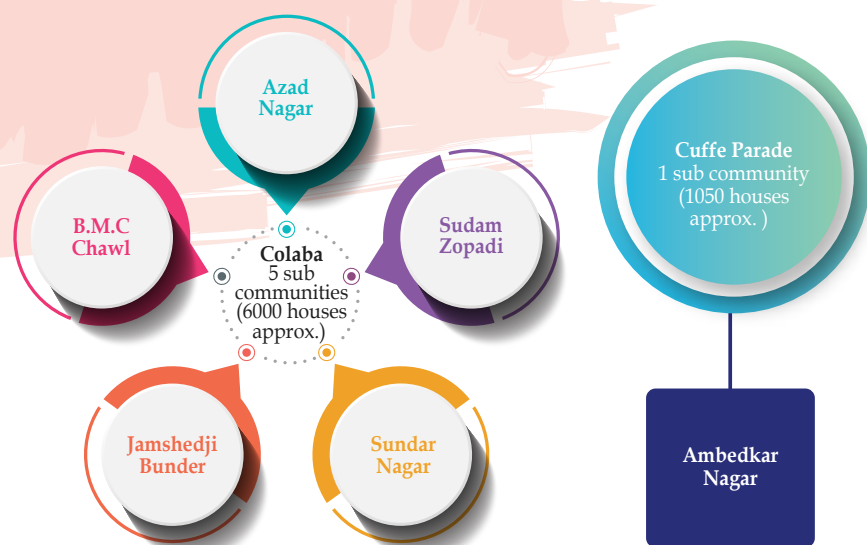 Azad
Nagar
B.M.C
Chawl
Sudam
Zopadi
Colaba
5 sub
communities
(6000 houses
approx.)
Jamshedji
Bunder
Sundar
Nagar
Cuffe Parade
1 sub community
(1050 houses
approx. )
Ambedkar
Nagar